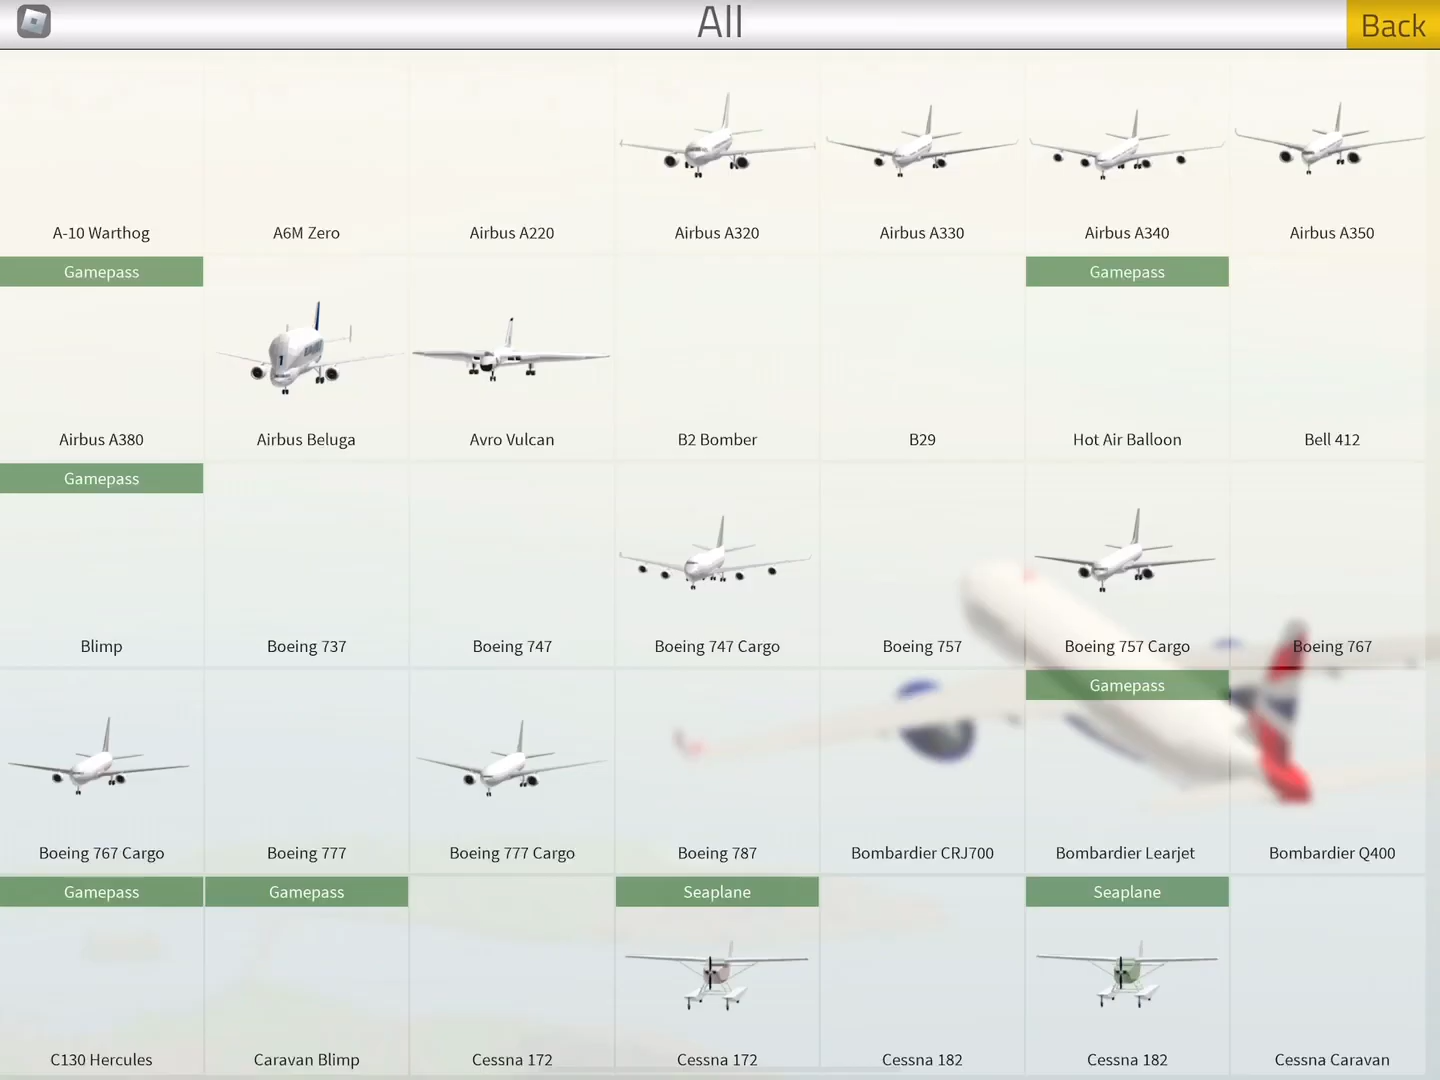 All
Back
A-10 Warthog
A6M Zero
Airbus A220
Airbus A320
Airbus A330
Airbus A340
Airbus A350
Gamepass
Gamepass
1
Airbus A380
Airbus Beluga
Avro Vulcan
B2 Bomber
B29
Hot Air Balloon
Bell 412
Gamepass
Blimp
Boeing 737
Boeing 747
Boeing 747 Cargo
Boeing 757
Boeing 757 Cargo
Boeing 767
Gamepass
Boeing 767 Cargo
Boeing 777
Boeing 777 Cargo
Boeing 787
Bombardier CRJ700
Bombardier Learjet
Bombardier Q400
Gamepass
Gamepass
Seaplane
Seaplane
C130 Hercules
Caravan Blimp
Cessna 172
Cessna 172
Cessna 182
Cessna 182
Cessna Caravan